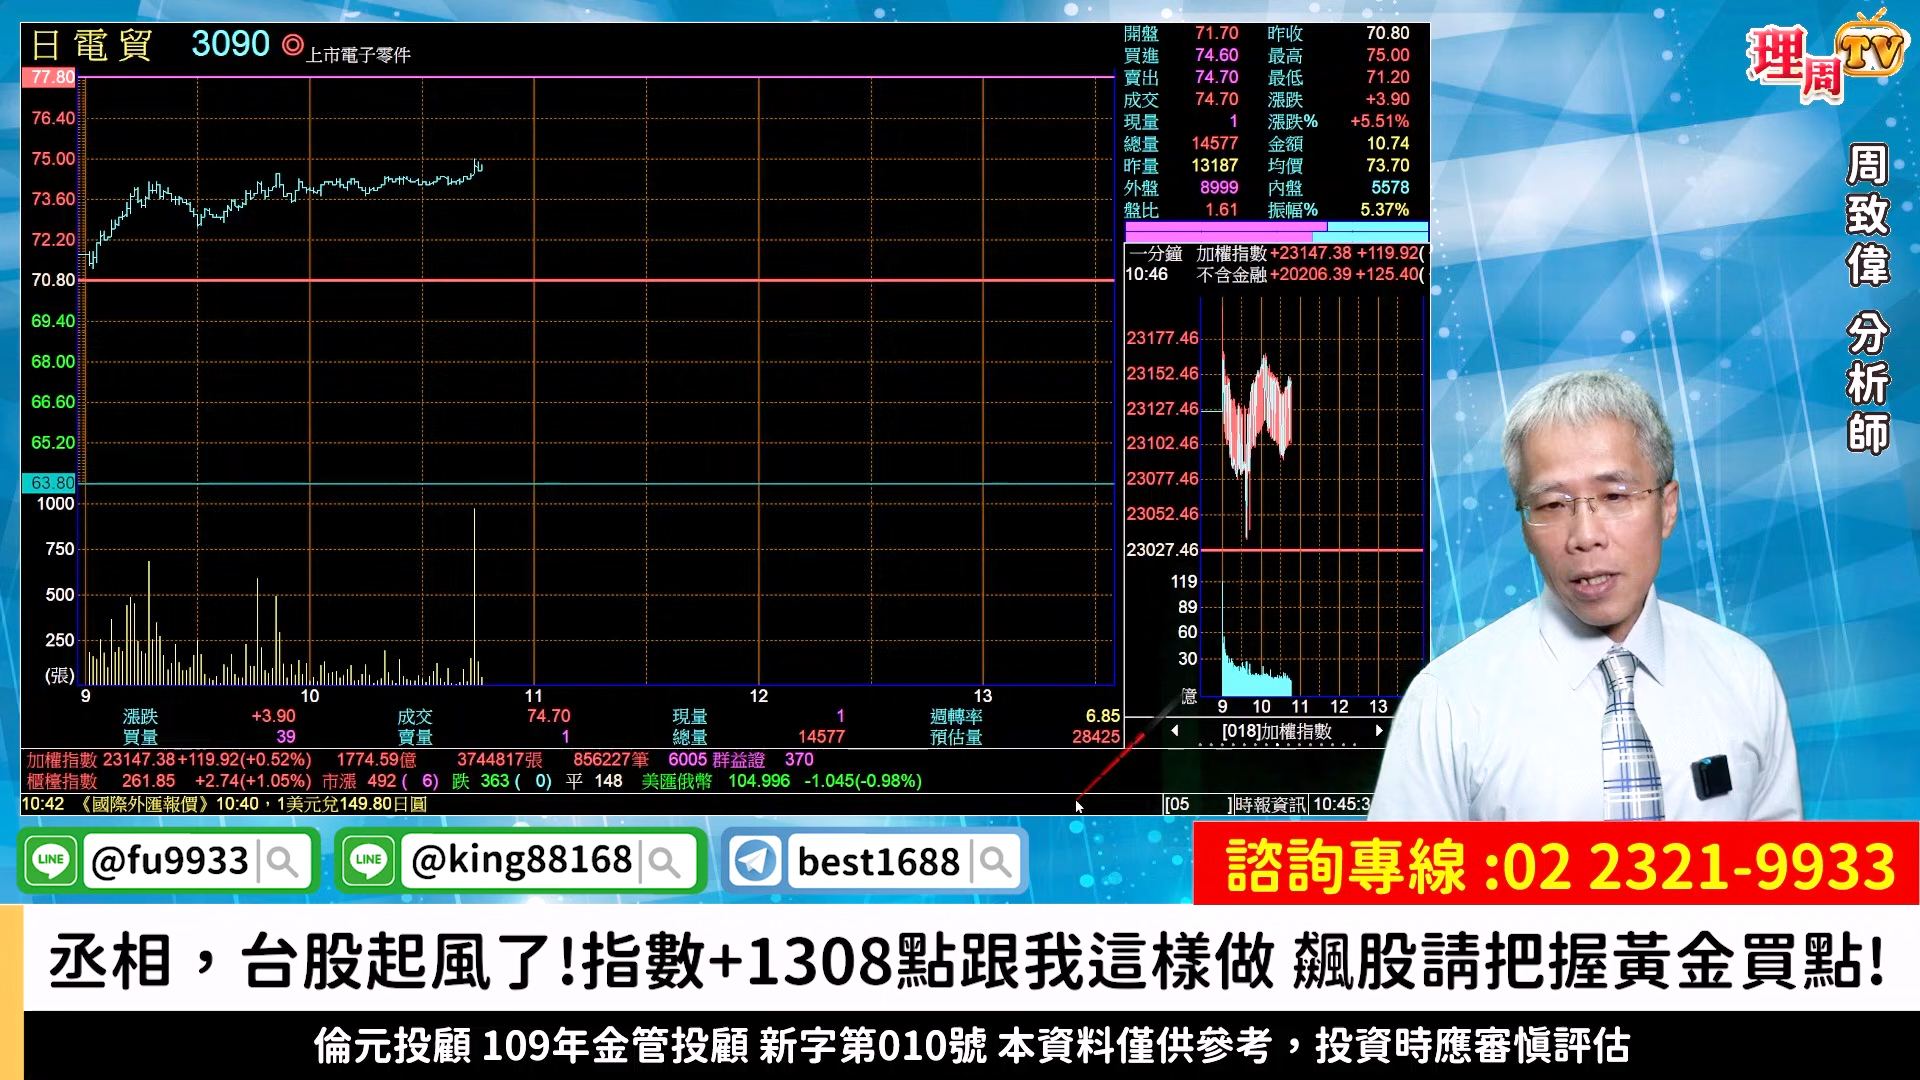 日電貿 3090 ◎上市電子零件
理周TV
周致偉 分析師
77.80
76.40
75.00
73.60
72.20
70.80
69.40
68.00
66.60
65.20
63.80
1000
750
500
250
(張)
9 10 11 12 13
開盤 71.70 昨收 70.80
買進 74.60 最高 75.00
賣出 74.70 最低 71.20
成交 74.70 漲跌 +3.90
現量 1 漲跌% +5.51%
總量 14577 金額 10.74
昨量 13187 均價 73.70
外盤 8999 內盤 5578
盤比 1.61 振幅% 5.37%
一分鐘 加權指數+23147.38 +119.92(
10:46 不含金融+20206.39 +125.40(
23177.46
23152.46
23127.46
23102.46
23077.46
23052.46
23027.46
119
89
60
30
億
9 10 11 12 13
[018]加權指數
漲跌 +3.90 成交 74.70 現量 1 週轉率 6.85
買量 39 賣量 1 總量 14577 預估量 28425
加權指數 23147.38 +119.92(+0.52%) 1774.59億 3744817張 856227筆 6005 群益證 370
櫃檯指數 261.85 +2.74(+1.05%) 市漲 492 ( 6) 跌 363 ( 0) 平 148 美匯俄幣 104.996 -1.045(-0.98%)
10:42 《國際外匯報價》10:40，1美元兌149.80日圓
[05 ]時報資訊 10:45:3
LINE @fu9933
LINE @king88168
best1688
諮詢專線 :02 2321-9933
丞相，台股起風了!指數+1308點跟我這樣做 飆股請把握黃金買點!
倫元投顧 109年金管投顧 新字第010號 本資料僅供參考，投資時應審慎評估